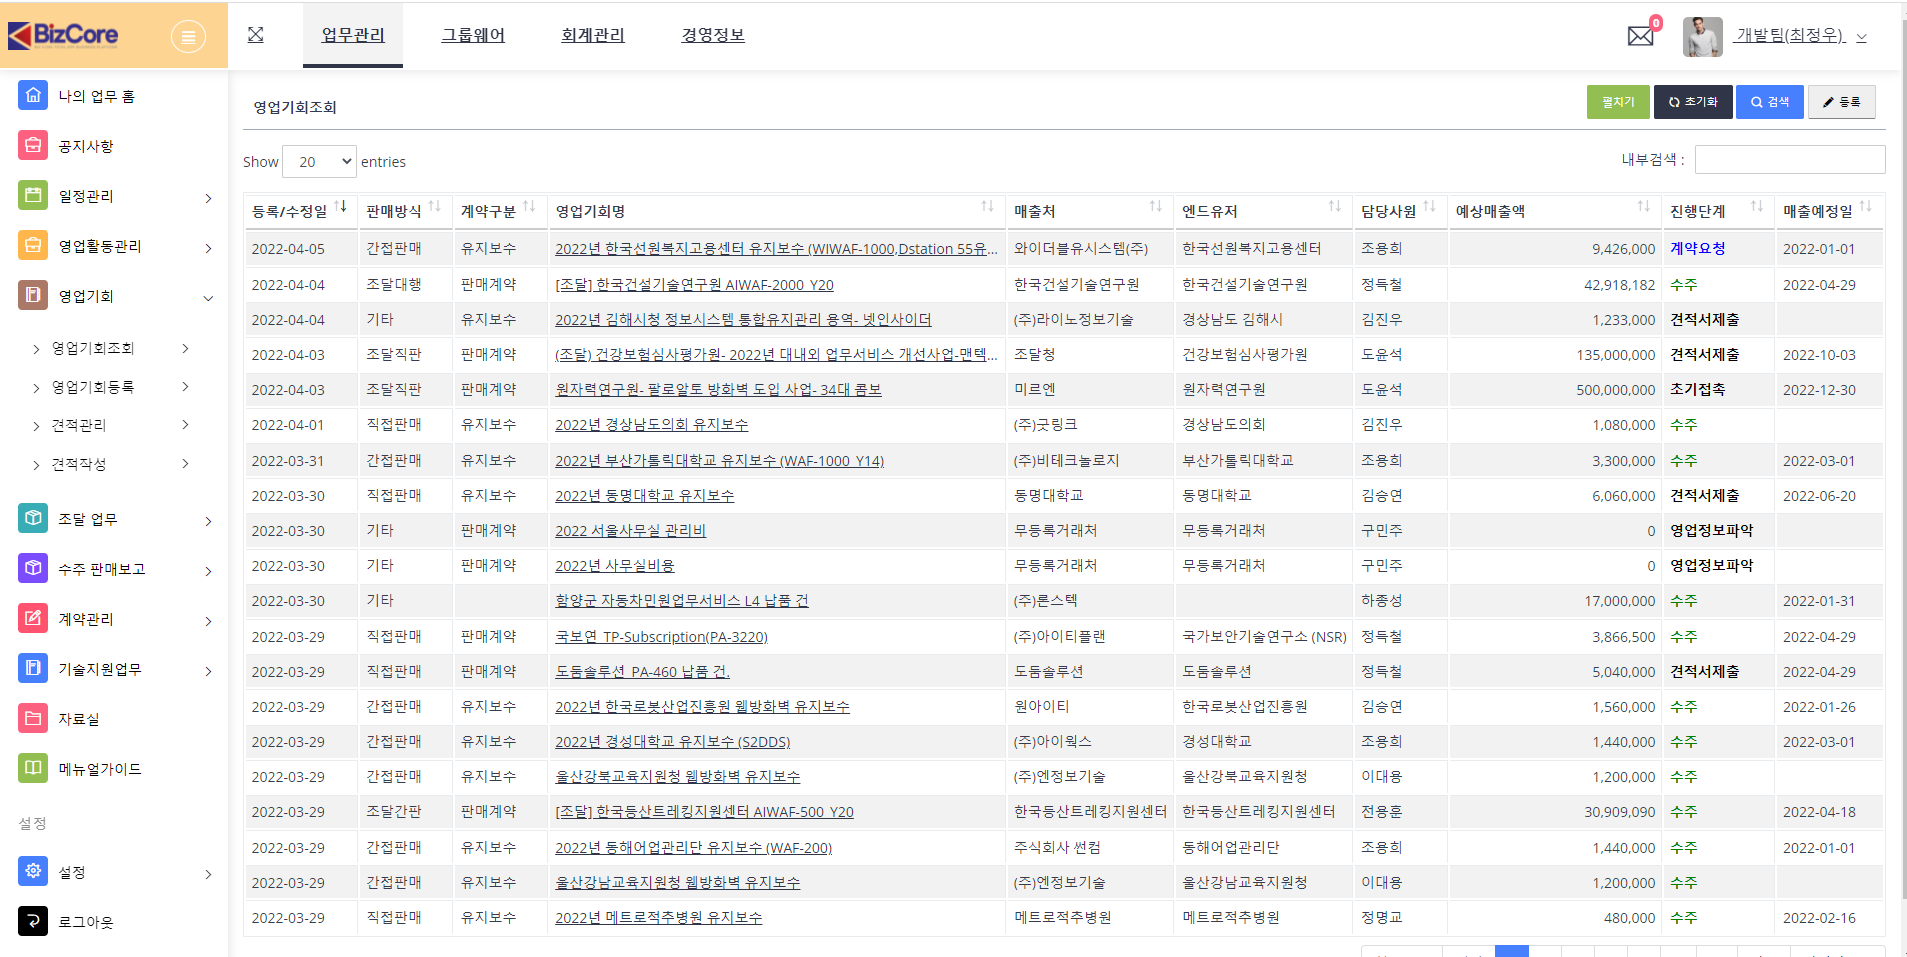 BizCore
업무관리 그룹웨어 회계관리 경영정보
0
개발팀(최정우)
나의 업무 홈
공지사항
일정관리
영업활동관리
영업기회
영업기회조회
영업기회등록
견적관리
견적작성
조달 업무
수주 판매보고
계약관리
기술지원업무
자료실
메뉴얼가이드
설정
설정
로그아웃
영업기회조회
펼치기 초기화 검색 등록
Show 20 entries
내부검색 :
등록/수정일 판매방식 계약구분 영업기회명 매출처 엔드유저 담당사원 예상매출액 진행단계 매출예정일
2022-04-05 간접판매 유지보수 2022년 한국선원복지고용센터 유지보수 (WIWAF-1000,Dstation 55유... 와이더블유시스템(주) 한국선원복지고용센터 조용희 9,426,000 계약요청 2022-01-01
2022-04-04 조달대행 판매계약 [조달] 한국건설기술연구원 AIWAF-2000_Y20 한국건설기술연구원 한국건설기술연구원 정득철 42,918,182 수주 2022-04-29
2022-04-04 기타 유지보수 2022년 김해시청 정보시스템 통합유지관리 용역- 넷인사이더 (주)라이노정보기술 경상남도 김해시 김진우 1,233,000 견적서제출
2022-04-03 조달직판 판매계약 (조달) 건강보험심사평가원- 2022년 대내외 업무서비스 개선사업-맨텍... 조달청 건강보험심사평가원 도윤석 135,000,000 견적서제출 2022-10-03
2022-04-03 조달직판 판매계약 원자력연구원- 팔로알토 방화벽 도입 사업- 34대 콤보 미르엔 원자력연구원 도윤석 500,000,000 초기접촉 2022-12-30
2022-04-01 직접판매 유지보수 2022년 경상남도의회 유지보수 (주)굿링크 경상남도의회 김진우 1,080,000 수주
2022-03-31 간접판매 유지보수 2022년 부산가톨릭대학교 유지보수 (WAF-1000_Y14) (주)비테크놀로지 부산가톨릭대학교 조용희 3,300,000 수주 2022-03-01
2022-03-30 직접판매 유지보수 2022년 동명대학교 유지보수 동명대학교 동명대학교 김승연 6,060,000 견적서제출 2022-06-20
2022-03-30 기타 판매계약 2022 서울사무실 관리비 무등록거래처 무등록거래처 구민주 0 영업정보파악
2022-03-30 기타 판매계약 2022년 사무실비용 무등록거래처 무등록거래처 구민주 0 영업정보파악
2022-03-30 기타 함양군 자동차민원업무서비스 L4 납품 건 (주)론스텍 하종성 17,000,000 수주 2022-01-31
2022-03-29 직접판매 판매계약 국보연_TP-Subscription(PA-3220) (주)아이티플랜 국가보안기술연구소 (NSR) 정득철 3,866,500 수주 2022-04-29
2022-03-29 직접판매 판매계약 도둠솔루션_PA-460 납품 건. 도둠솔루션 도둠솔루션 정득철 5,040,000 견적서제출 2022-04-29
2022-03-29 간접판매 유지보수 2022년 한국로봇산업진흥원 웹방화벽 유지보수 원아이티 한국로봇산업진흥원 김승연 1,560,000 수주 2022-01-26
2022-03-29 간접판매 유지보수 2022년 경성대학교 유지보수 (S2DDS) (주)아이웍스 경성대학교 조용희 1,440,000 수주 2022-03-01
2022-03-29 간접판매 유지보수 울산강북교육지원청 웹방화벽 유지보수 (주)엔정보기술 울산강북교육지원청 이대용 1,200,000 수주
2022-03-29 조달간판 판매계약 [조달] 한국등산트레킹지원센터 AIWAF-500_Y20 한국등산트레킹지원센터 한국등산트레킹지원센터 전용훈 30,909,090 수주 2022-04-18
2022-03-29 간접판매 유지보수 2022년 동해어업관리단 유지보수 (WAF-200) 주식회사 썬컴 동해어업관리단 조용희 1,440,000 수주 2022-01-01
2022-03-29 간접판매 유지보수 울산강남교육지원청 웹방화벽 유지보수 (주)엔정보기술 울산강남교육지원청 이대용 1,200,000 수주
2022-03-29 직접판매 유지보수 2022년 메트로적추병원 유지보수 메트로적추병원 메트로적추병원 정명교 480,000 수주 2022-02-16